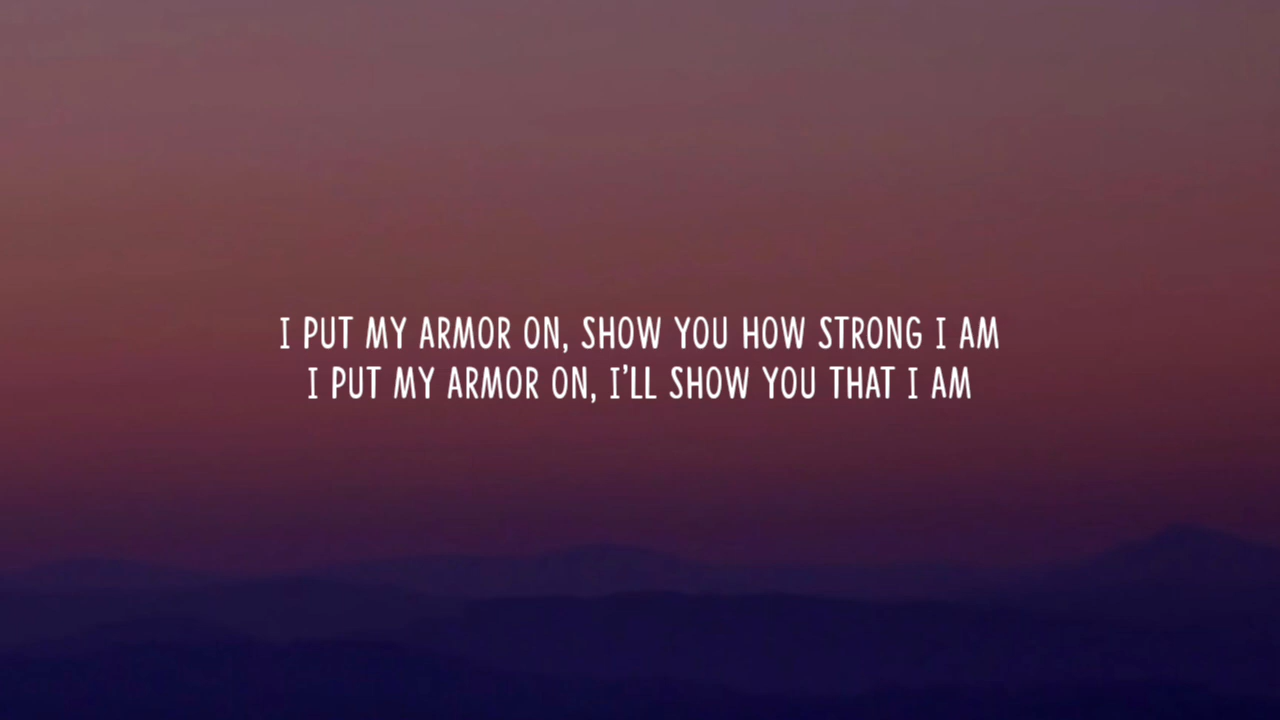 I PUT MY ARMOR ON, SHOW YOU HOW STRONG I AM
I PUT MY ARMOR ON, I'LL SHOW YOU THAT I AM